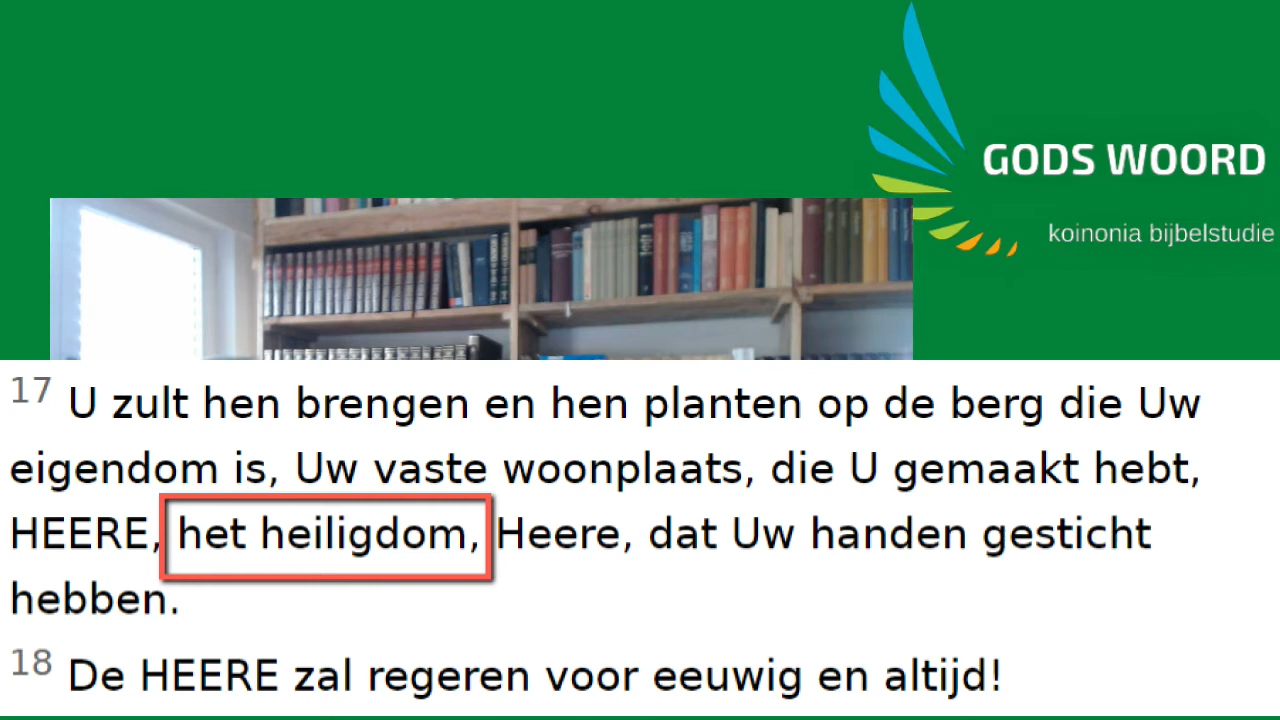 GODS WOORD
koinonia bijbelstudie
17 U zult hen brengen en hen planten op de berg die Uw
eigendom is, Uw vaste woonplaats, die U gemaakt hebt,
HEERE, het heiligdom, Heere, dat Uw handen gesticht
hebben.
18 De HEERE zal regeren voor eeuwig en altijd!